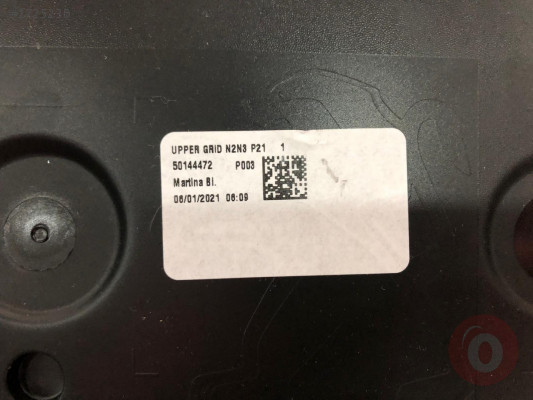 UPPER GRID N2N3 P21 1
50144472 P003
Martina Bl.
06/01/2021 06:09